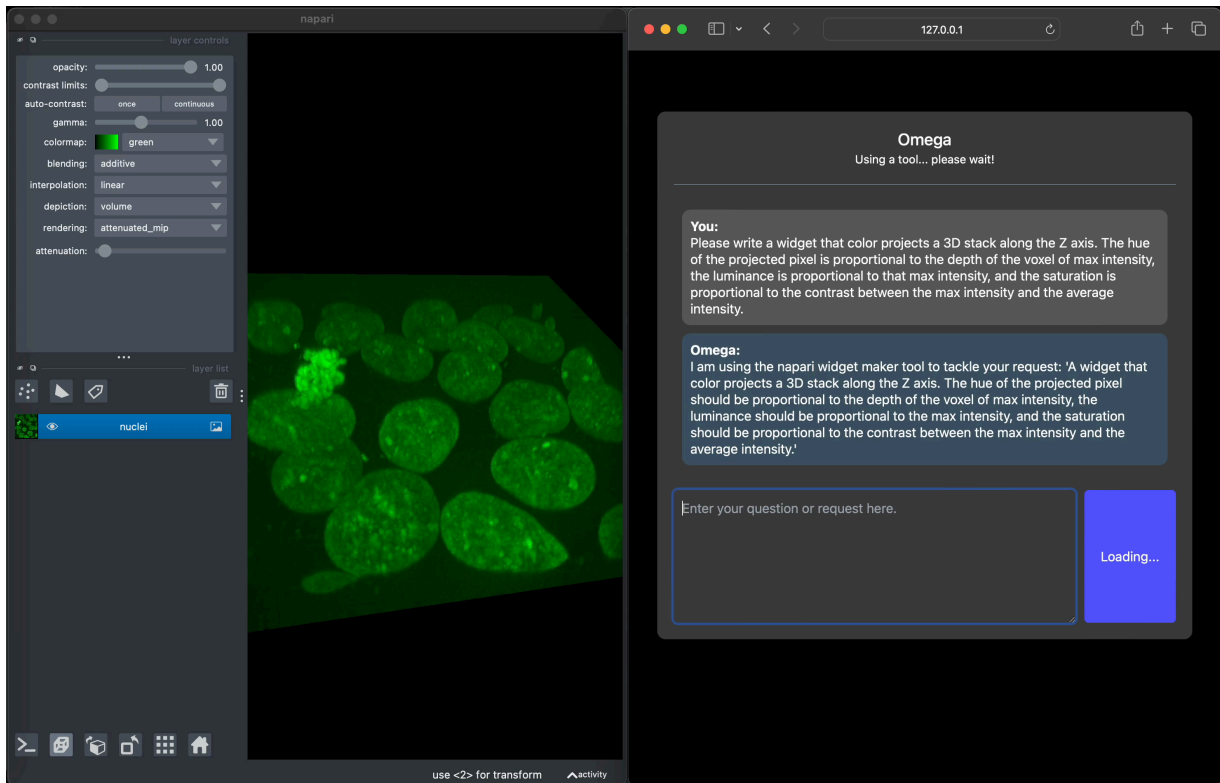 napari
layer controls
opacity: 1.00
contrast limits:
auto-contrast: once continuous
gamma: 1.00
colormap: green
blending: additive
interpolation: linear
depiction: volume
rendering: attenuated_mip
attenuation:
layer list
nuclei
use <2> for transform activity
127.0.0.1
Omega
Using a tool... please wait!
You:
Please write a widget that color projects a 3D stack along the Z axis. The hue
of the projected pixel is proportional to the depth of the voxel of max intensity,
the luminance is proportional to that max intensity, and the saturation is
proportional to the contrast between the max intensity and the average
intensity.
Omega:
I am using the napari widget maker tool to tackle your request: 'A widget that
color projects a 3D stack along the Z axis. The hue of the projected pixel
should be proportional to the depth of the voxel of max intensity, the
luminance should be proportional to the max intensity, and the saturation
should be proportional to the contrast between the max intensity and the
average intensity.'
Enter your question or request here.
Loading...